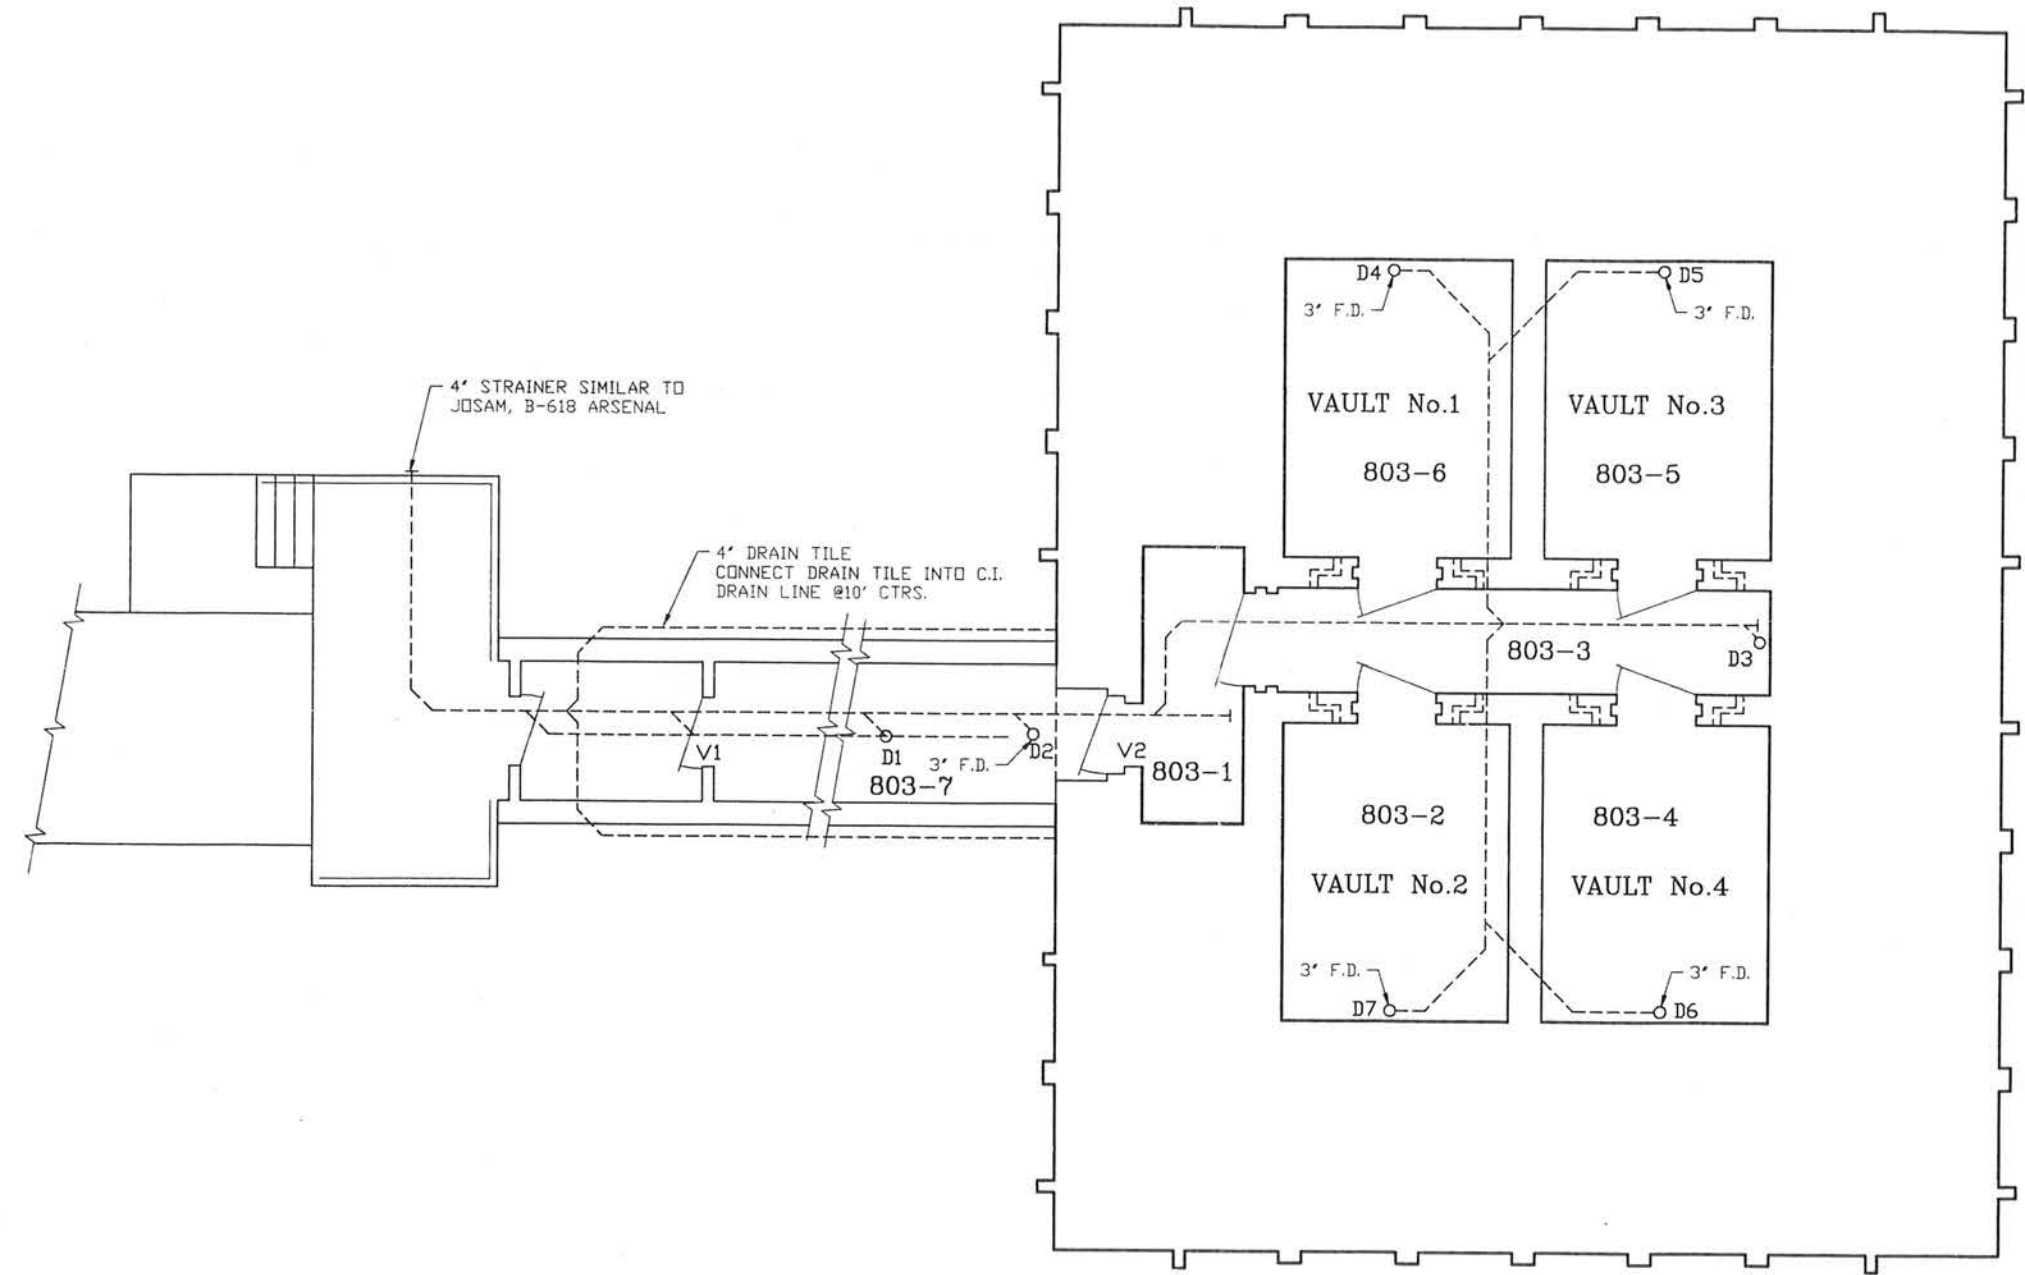 D4
D5
3' F.D.
3' F.D.
4' STRAINER SIMILAR TO
JOSAM, B-618 ARSENAL
VAULT No.1
VAULT No.3
803-6
803-5
4' DRAIN TILE
CONNECT DRAIN TILE INTO C.I.
DRAIN LINE @10' CTRS.
803-3
D3
V1
D1
3' F.D.
D2
V2
803-1
803-7
803-2
803-4
VAULT No.2
VAULT No.4
3' F.D.
3' F.D.
D7
D6